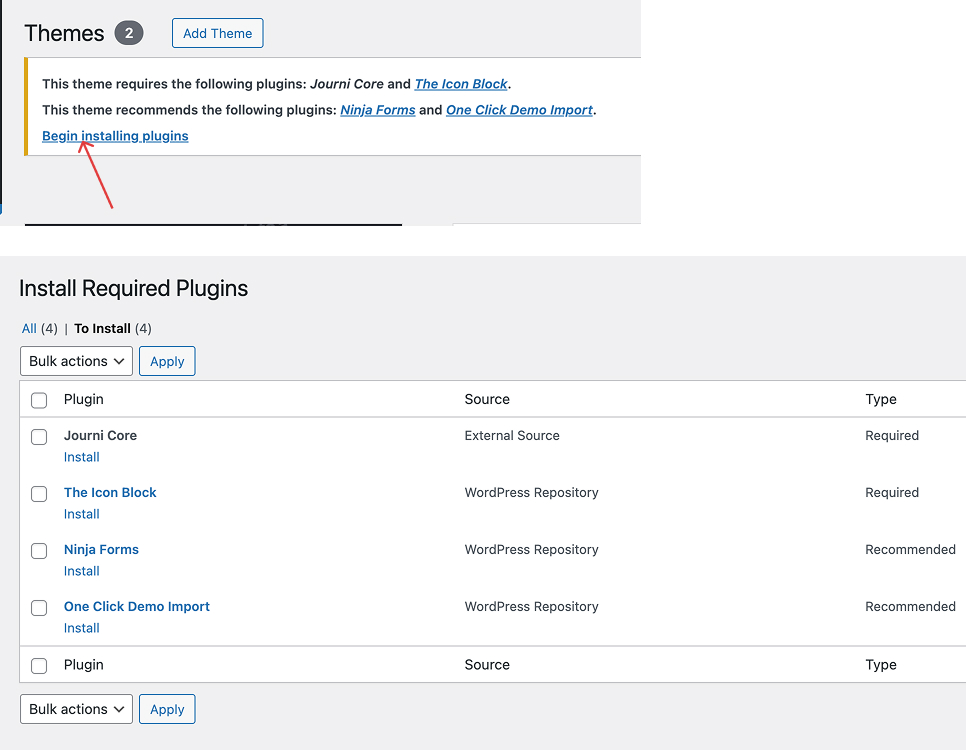 Themes 2 Add Theme
This theme requires the following plugins: Journi Core and The Icon Block.
This theme recommends the following plugins: Ninja Forms and One Click Demo Import.
Begin installing plugins
Install Required Plugins
All (4) | To Install (4)
Bulk actions Apply
Plugin Source Type
Journi Core External Source Required
Install
The Icon Block WordPress Repository Required
Install
Ninja Forms WordPress Repository Recommended
Install
One Click Demo Import WordPress Repository Recommended
Install
Plugin Source Type
Bulk actions Apply